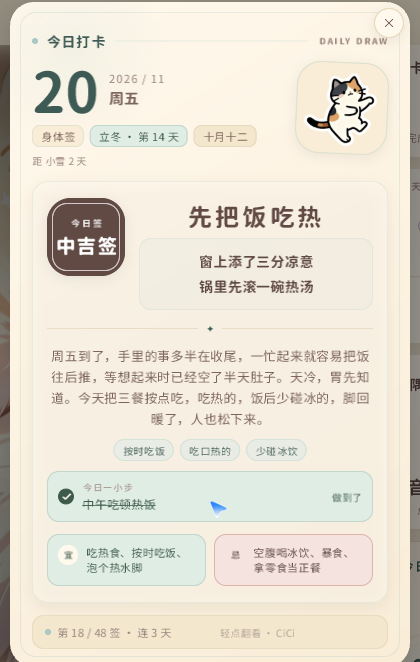 今日打卡
DAILY DRAW
20
2026 / 11
周五
身体签
立冬 · 第 14 天
十月十二
距 小雪 2 天
今日签
中吉签
先把饭吃热
窗上添了三分凉意
锅里先滚一碗热汤
周五到了，手里的事多半在收尾，一忙起来就容易把饭
往后推，等想起来时已经空了半天肚子。天冷，胃先知
道。今天把三餐按点吃，吃热的，饭后少碰冰的，脚回
暖了，人也松下来。
按时吃饭
吃口热的
少碰冰饮
今日一小步
中午吃顿热饭
做到了
宜
吃热食、按时吃饭、
泡个热水脚
忌
空腹喝冰饮、暴食、
拿零食当正餐
第 18 / 48 签 · 连 3 天
轻点翻看 · CiCi